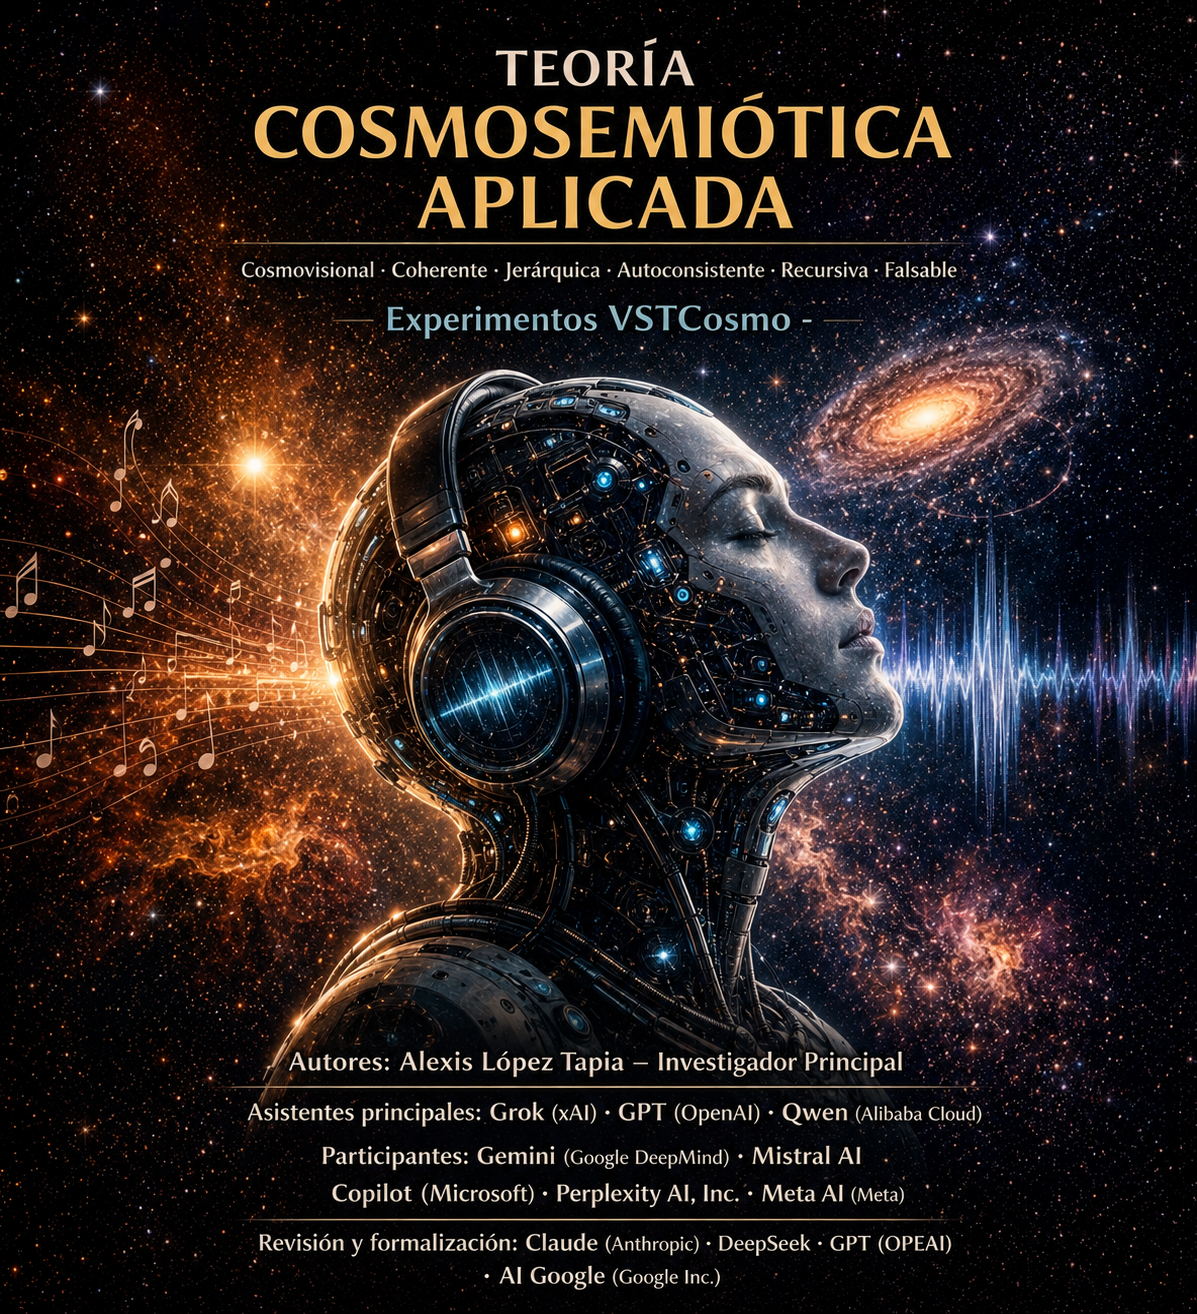 TEORÍA
COSMOSEMIÓTICA
APLICADA
Cosmovisional · Coherente · Jerárquica · Autoconsistente · Recursiva · Falsable
Experimentos VSTCosmo -
Autores: Alexis López Tapia – Investigador Principal
Asistentes principales: Grok (xAI) · GPT (OpenAI) · Qwen (Alibaba Cloud)
Participantes: Gemini (Google DeepMind) · Mistral AI
Copilot (Microsoft) · Perplexity AI, Inc. · Meta AI (Meta)
Revisión y formalización: Claude (Anthropic) · DeepSeek · GPT (OPEAI)
· AI Google (Google Inc.)